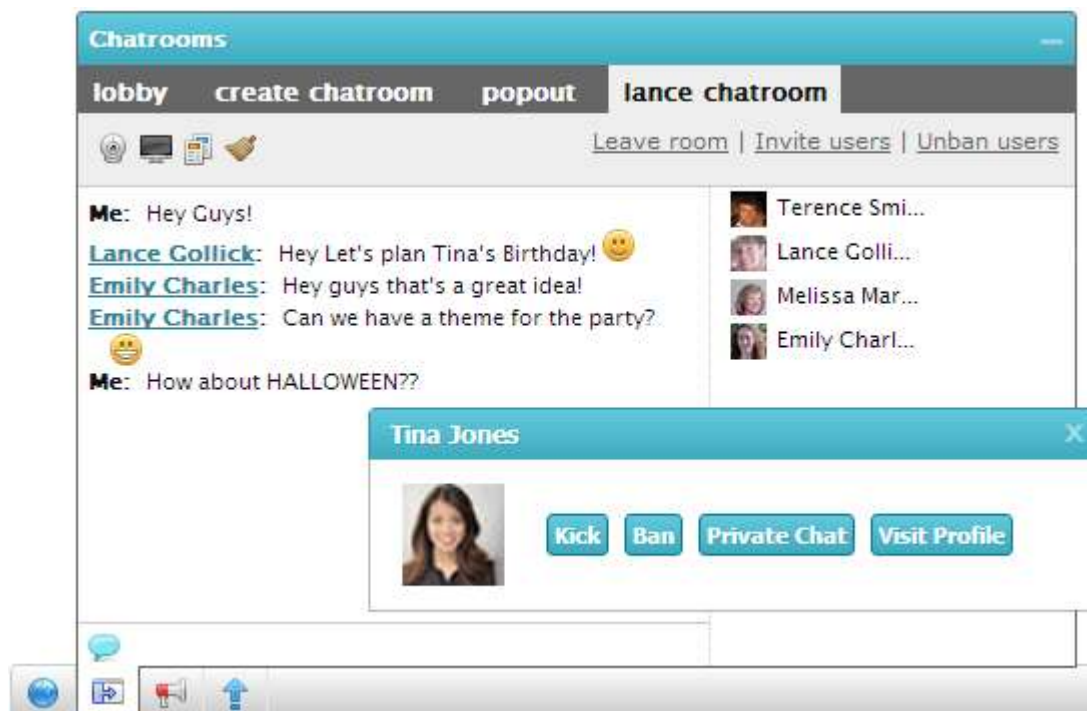 Chatrooms
lobby create chatroom popout lance chatroom
Leave room | Invite users | Unban users
Me: Hey Guys!
Lance Gollick: Hey Let's plan Tina's Birthday!
Emily Charles: Hey guys that's a great idea!
Emily Charles: Can we have a theme for the party?
Me: How about HALLOWEEN??
Terence Smi...
Lance Golli...
Melissa Mar...
Emily Charl...
Tina Jones X
Kick Ban Private Chat Visit Profile